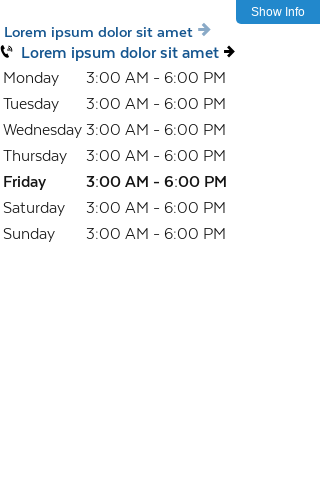 Show Info
Lorem ipsum dolor sit amet
Lorem ipsum dolor sit amet
Monday 3:00 AM - 6:00 PM
Tuesday 3:00 AM - 6:00 PM
Wednesday 3:00 AM - 6:00 PM
Thursday 3:00 AM - 6:00 PM
Friday 3:00 AM - 6:00 PM
Saturday 3:00 AM - 6:00 PM
Sunday 3:00 AM - 6:00 PM